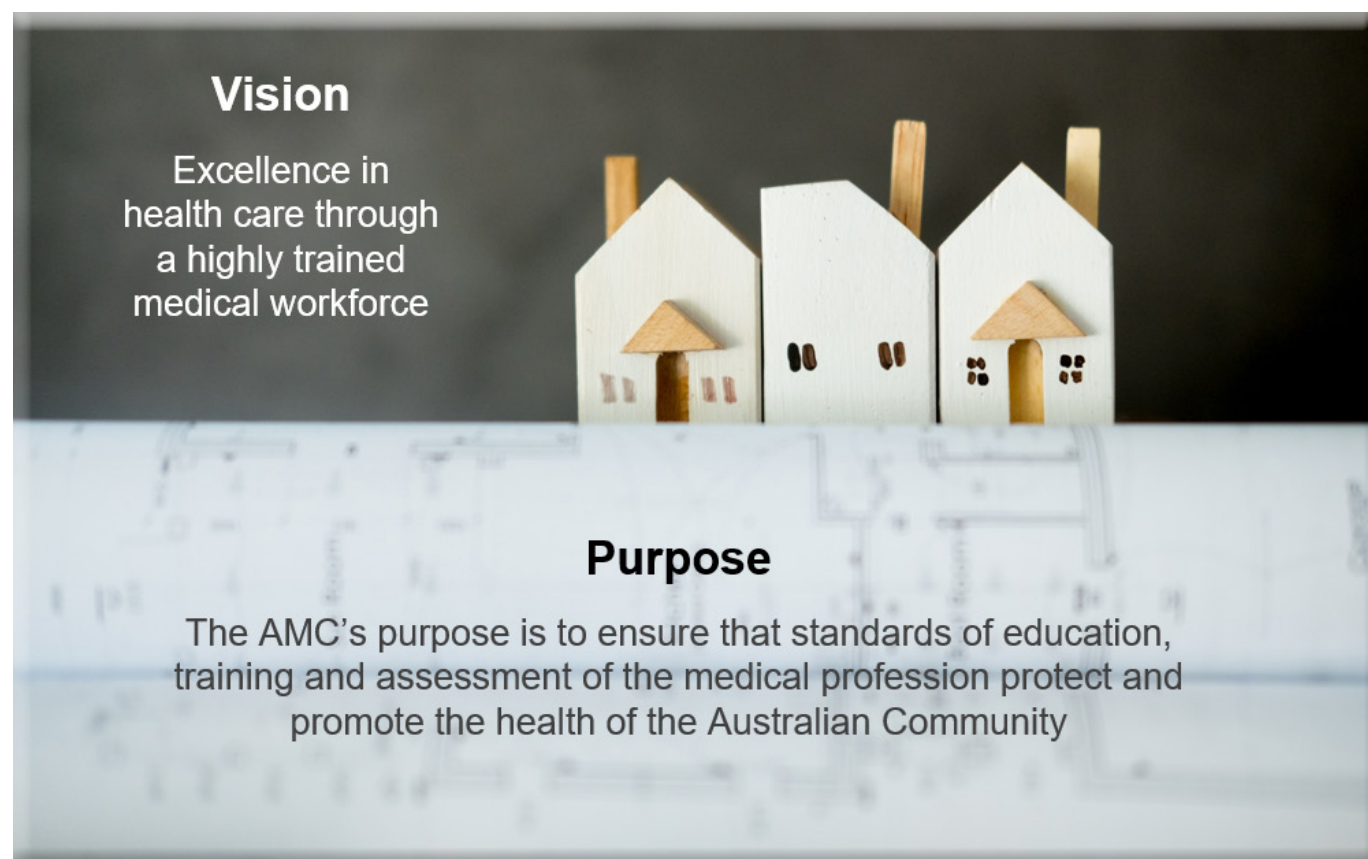 Vision
Excellence in
health care through
a highly trained
medical workforce
Purpose
The AMC’s purpose is to ensure that standards of education,
training and assessment of the medical profession protect and
promote the health of the Australian Community